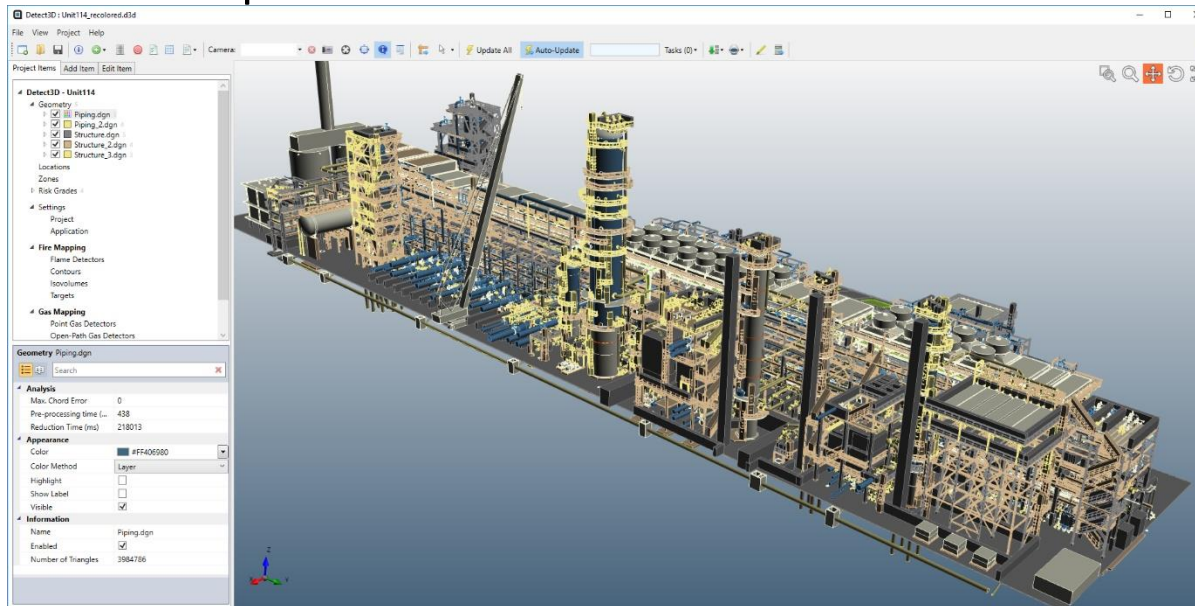 Detect3D : Unit114_recolored.d3d
File View Project Help
Camera:
Update All
Auto-Update
Tasks (0)
Project Items Add Item Edit Item
Detect3D - Unit114
Geometry
Piping.dgn
Piping_2.dgn
Structure.dgn
Structure_2.dgn
Structure_3.dgn
Locations
Zones
Risk Grades
Settings
Project
Application
Fire Mapping
Flame Detectors
Contours
Isovolumes
Targets
Gas Mapping
Point Gas Detectors
Open-Path Gas Detectors
Geometry Piping.dgn
Search
Analysis
Max. Chord Error 0
Pre-processing time (... 438
Reduction Time (ms) 218013
Appearance
Color #FF406980
Color Method Layer
Highlight
Show Label
Visible
Information
Name Piping.dgn
Enabled
Number of Triangles 3984786
Z
Y